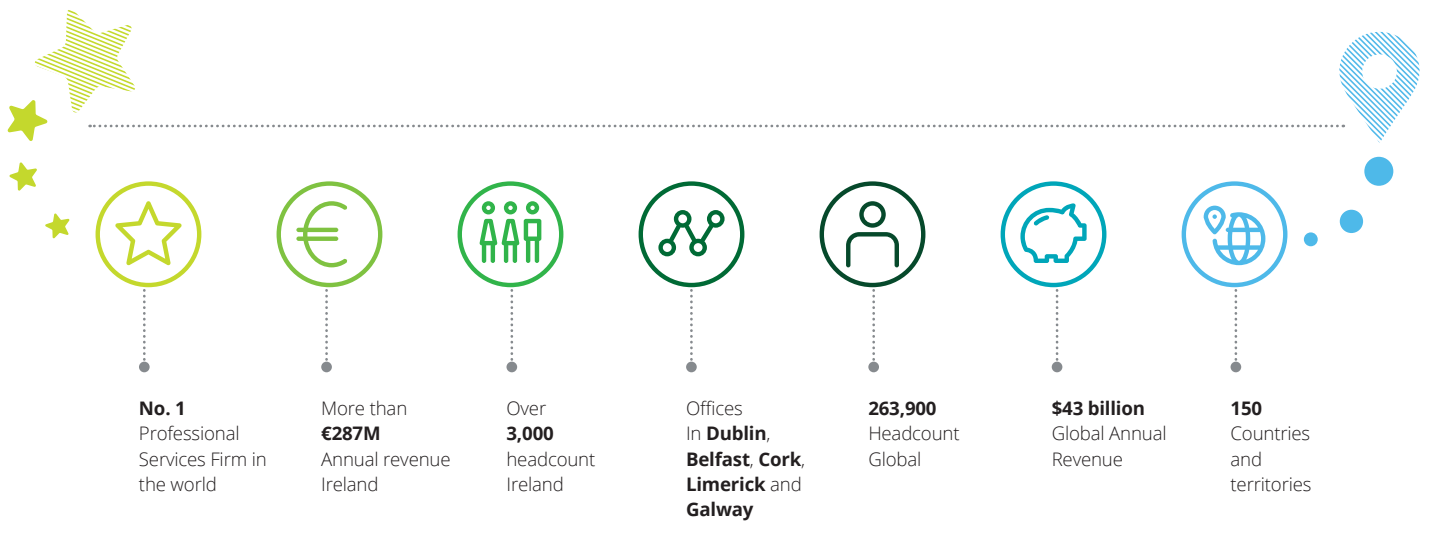 No. 1
Professional
Services Firm in
the world
More than
€287M
Annual revenue
Ireland
Over
3,000
headcount
Ireland
Offices
In Dublin,
Belfast, Cork,
Limerick and
Galway
263,900
Headcount
Global
$43 billion
Global Annual
Revenue
150
Countries
and
territories